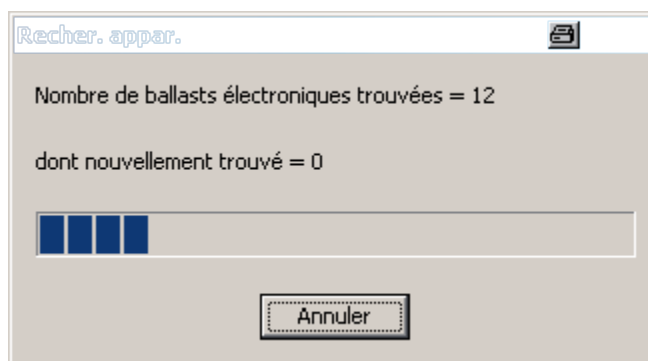 Recher. appar.
Nombre de ballasts électroniques trouvées = 12
dont nouvellement trouvé = 0
Annuler